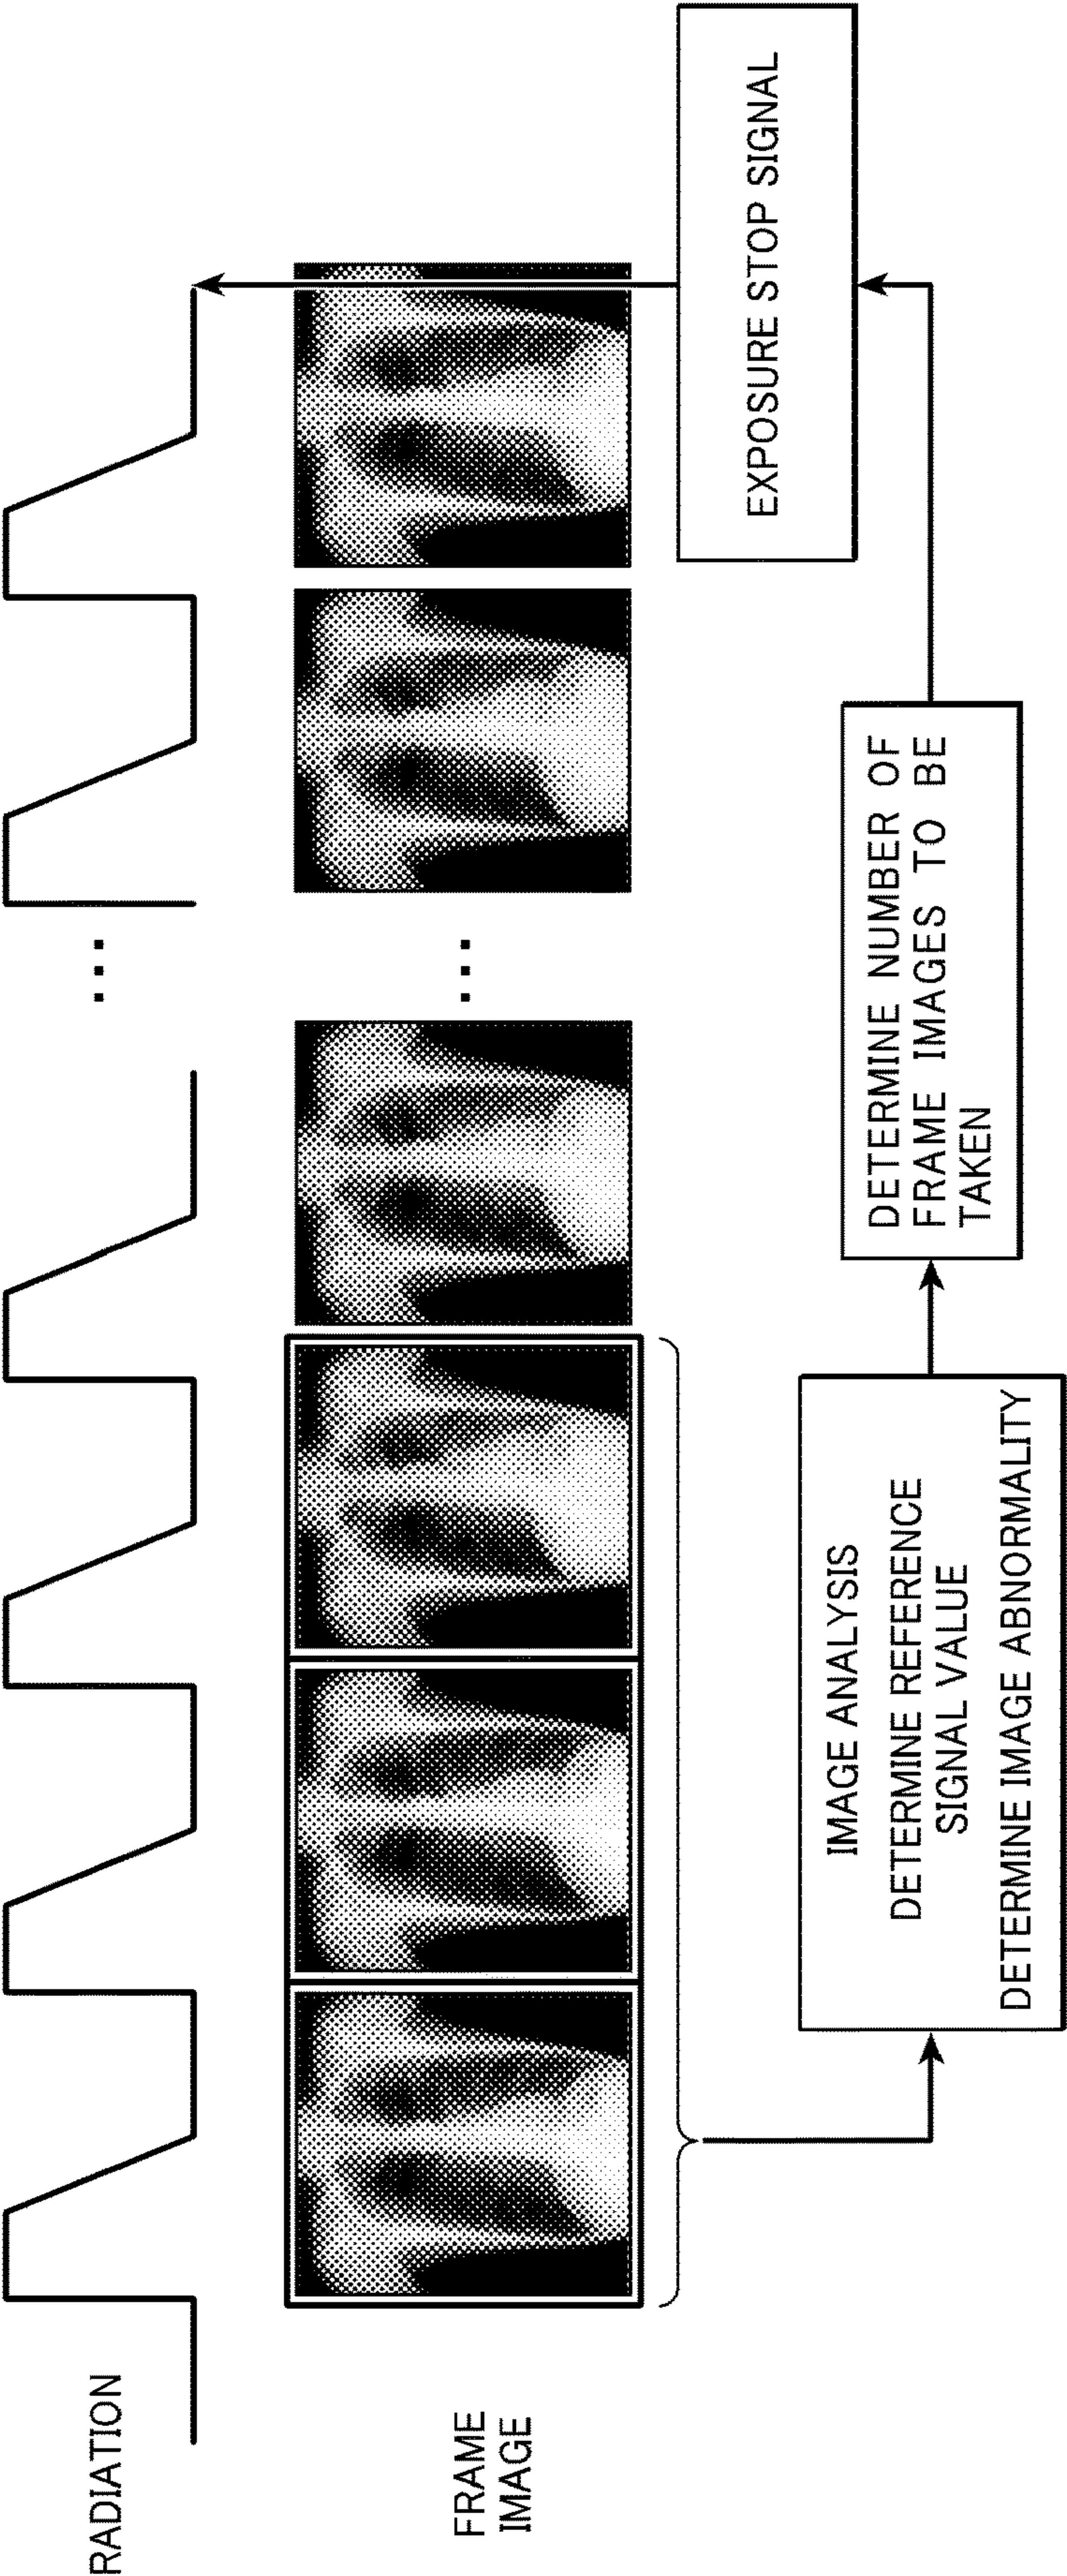 RADIATION
...
FRAME
IMAGE
...
IMAGE ANALYSIS
DETERMINE REFERENCE
SIGNAL VALUE
DETERMINE IMAGE ABNORMALITY
DETERMINE NUMBER OF
FRAME IMAGES TO BE
TAKEN
EXPOSURE STOP SIGNAL